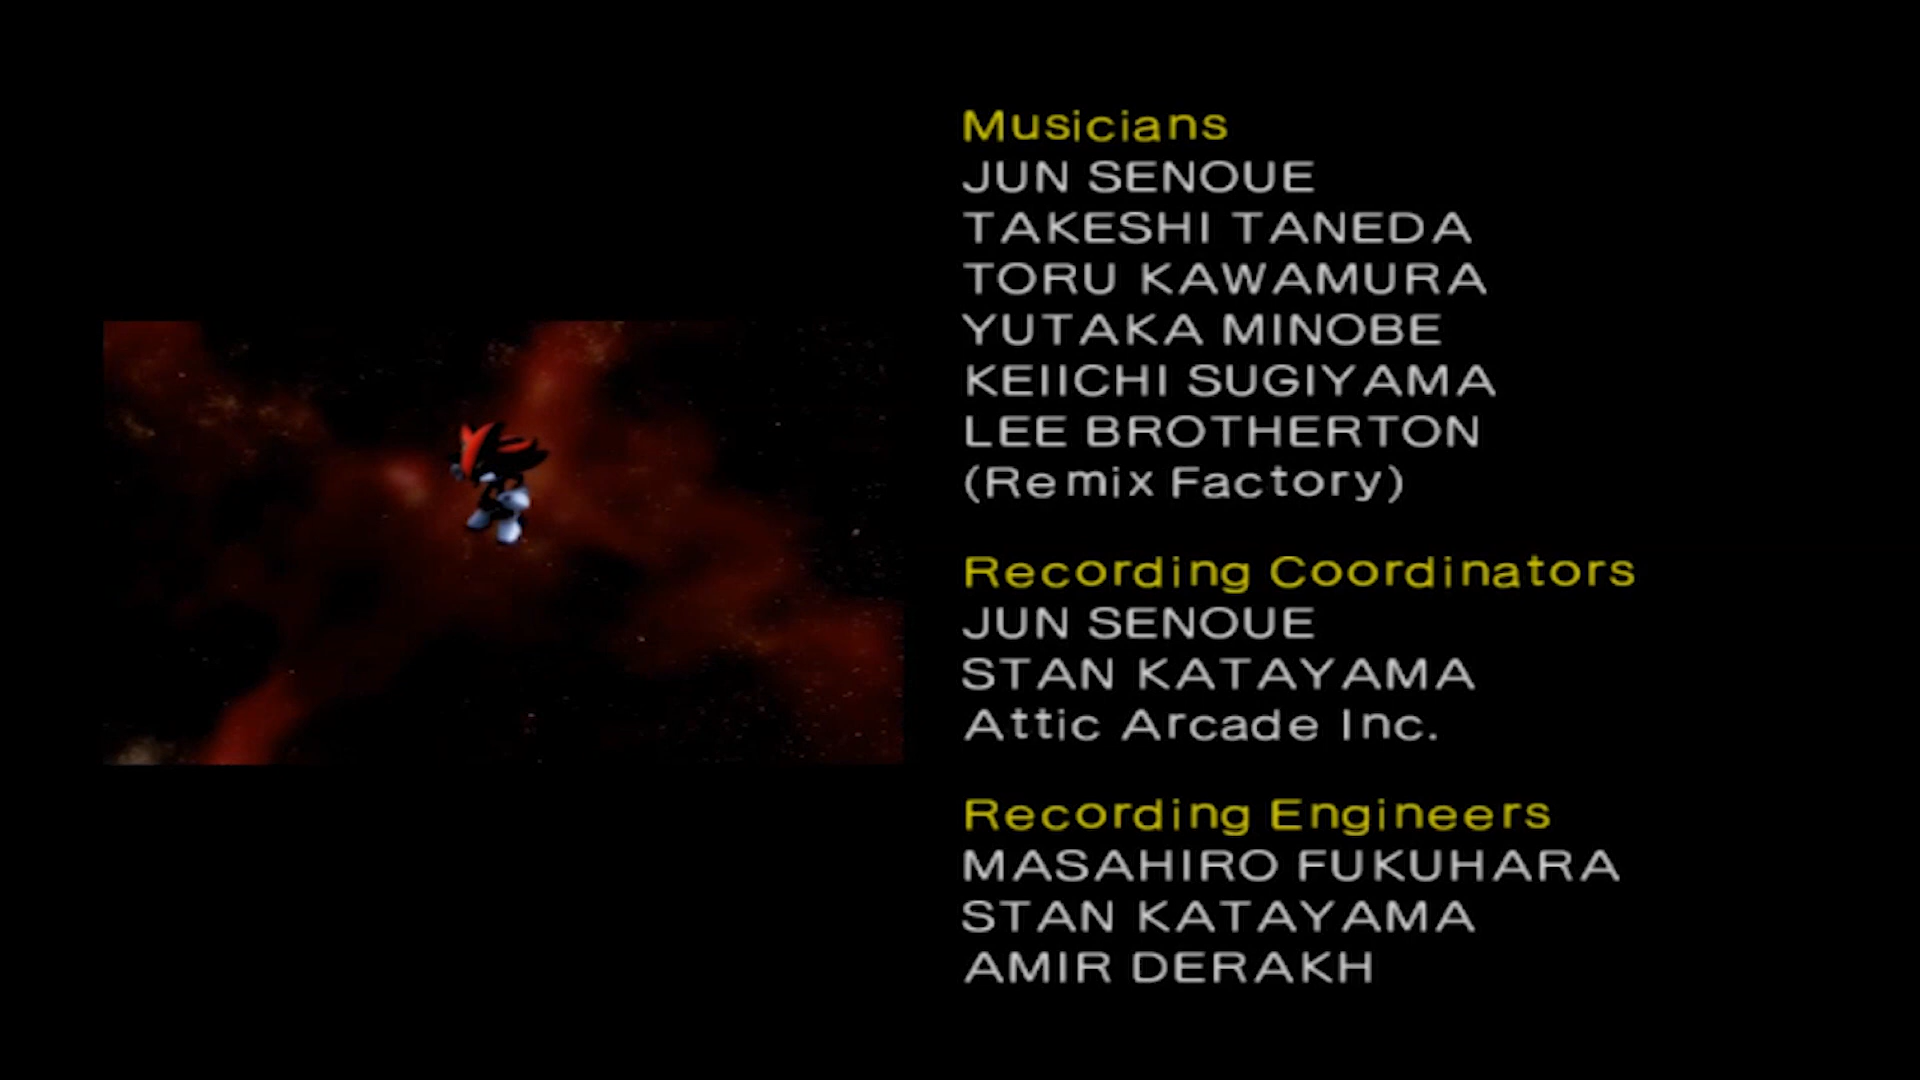 Musicians
JUN SENOUE
TAKESHI TANEDA
TORU KAWAMURA
YUTAKA MINOBE
KEIICHI SUGIYAMA
LEE BROTHERTON
(Remix Factory)
Recording Coordinators
JUN SENOUE
STAN KATAYAMA
Attic Arcade Inc.
Recording Engineers
MASAHIRO FUKUHARA
STAN KATAYAMA
AMIR DERAKH